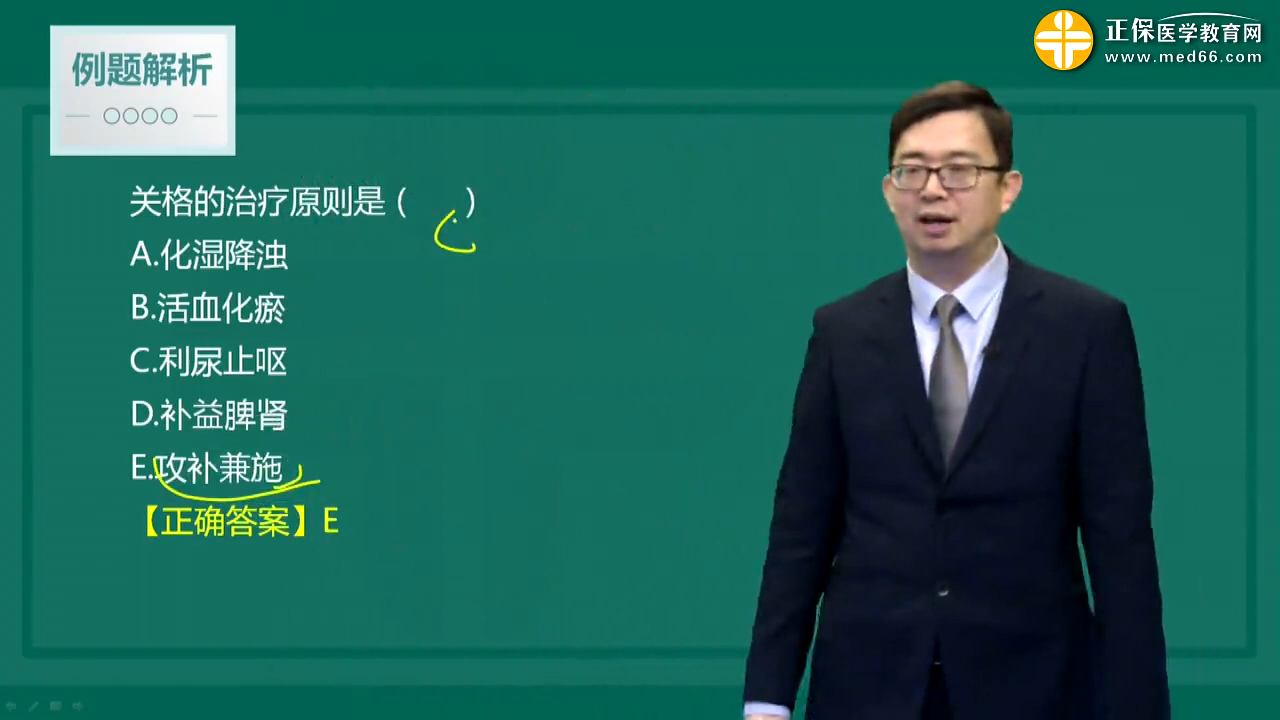 正保医学教育网
www.med66.com
例题解析
关格的治疗原则是（ ）
A.化湿降浊
B.活血化瘀
C.利尿止呕
D.补益脾肾
E.攻补兼施
【正确答案】E